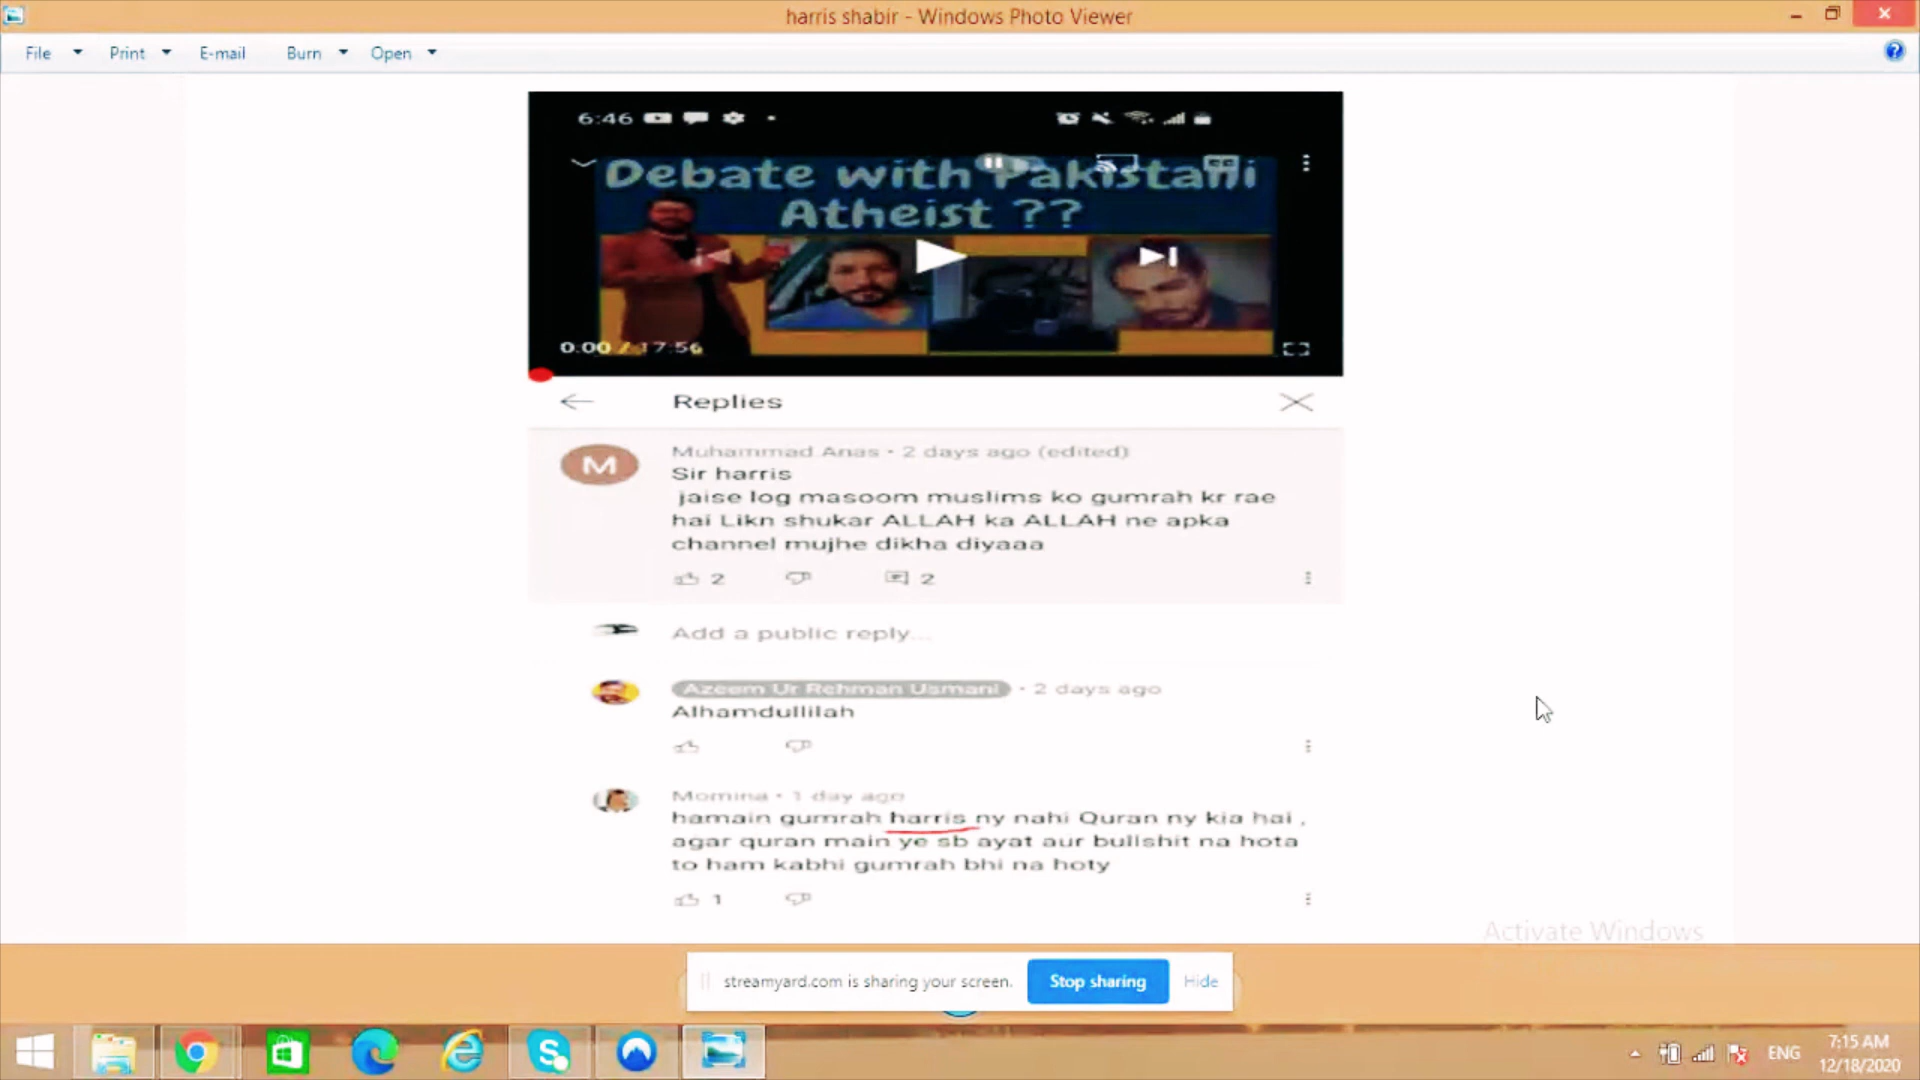 harris shabir - Windows Photo Viewer
File Print E-mail Burn Open
6:46
Debate with Pakistani
Atheist ??
0:00 / 17:56
Replies
M
Muhammad Anas • 2 days ago (edited)
Sir harris
jaise log masoom muslims ko gumrah kr rae
hai Likn shukar ALLAH ka ALLAH ne apka
channel mujhe dikha diyaaa
2 2
Add a public reply...
Azeem Ur Rehman Usmani • 2 days ago
Alhamdullilah
Momina • 1 day ago
hamain gumrah harris ny nahi Quran ny kia hai ,
agar quran main ye sb ayat aur bullshit na hota
to ham kabhi gumrah bhi na hoty
1
Activate Windows
streamyard.com is sharing your screen. Stop sharing Hide
ENG
7:15 AM
12/18/2020